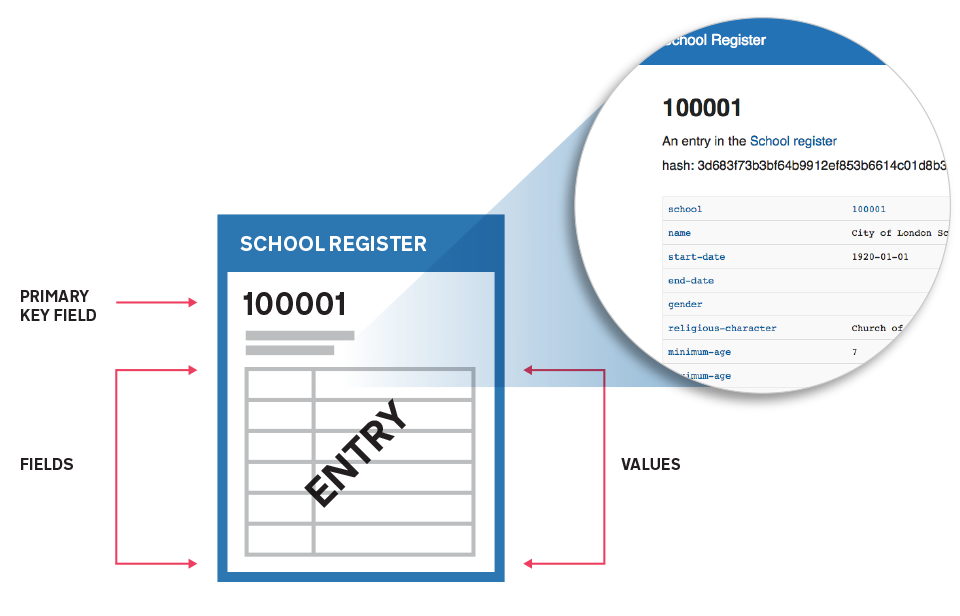 School Register
100001
An entry in the School register
hash: 3d683f73b3bf64b9912ef853b6614c01d8b3
school 100001
name City of London Sc
start-date 1920-01-01
end-date
gender
religious-character Church of
minimum-age 7
ximum-age
SCHOOL REGISTER
100001
PRIMARY
KEY FIELD
ENTRY
FIELDS
VALUES